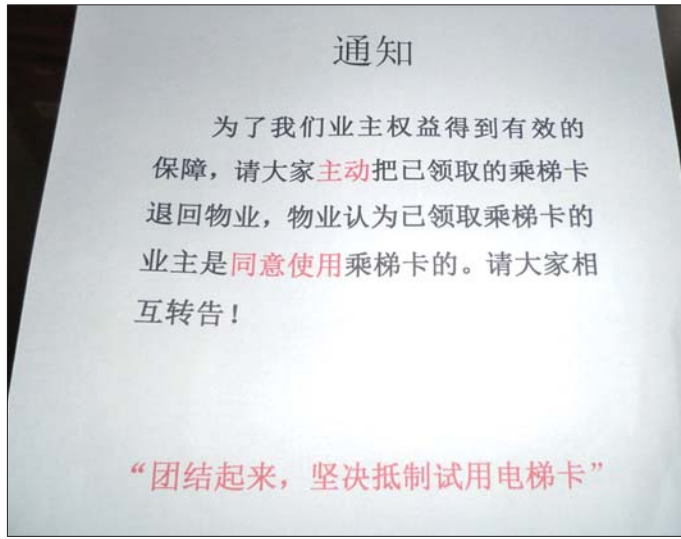 通知
为了我们业主权益得到有效的
保障，请大家主动把已领取的乘梯卡
退回物业，物业认为已领取乘梯卡的
业主是同意使用乘梯卡的。请大家相
互转告！
“团结起来，坚决抵制试用电梯卡”